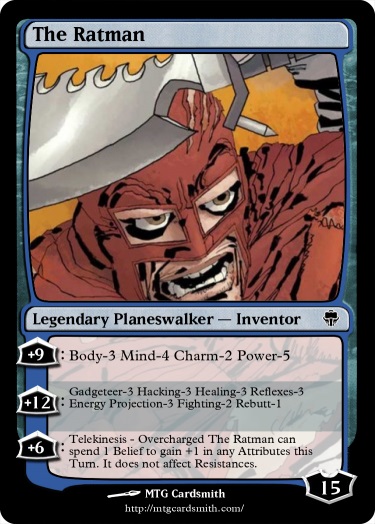 The Ratman
Legendary Planeswalker — Inventor
+9 : Body-3 Mind-4 Charm-2 Power-5
+12 : Gadgeteer-3 Hacking-3 Healing-3 Reflexes-3
Energy Projection-3 Fighting-2 Rebutt-1
+6 : Telekinesis - Overcharged The Ratman can
spend 1 Belief to gain +1 in any Attributes this
Turn. It does not affect Resistances.
15
MTG Cardsmith
http://mtgcardsmith.com/